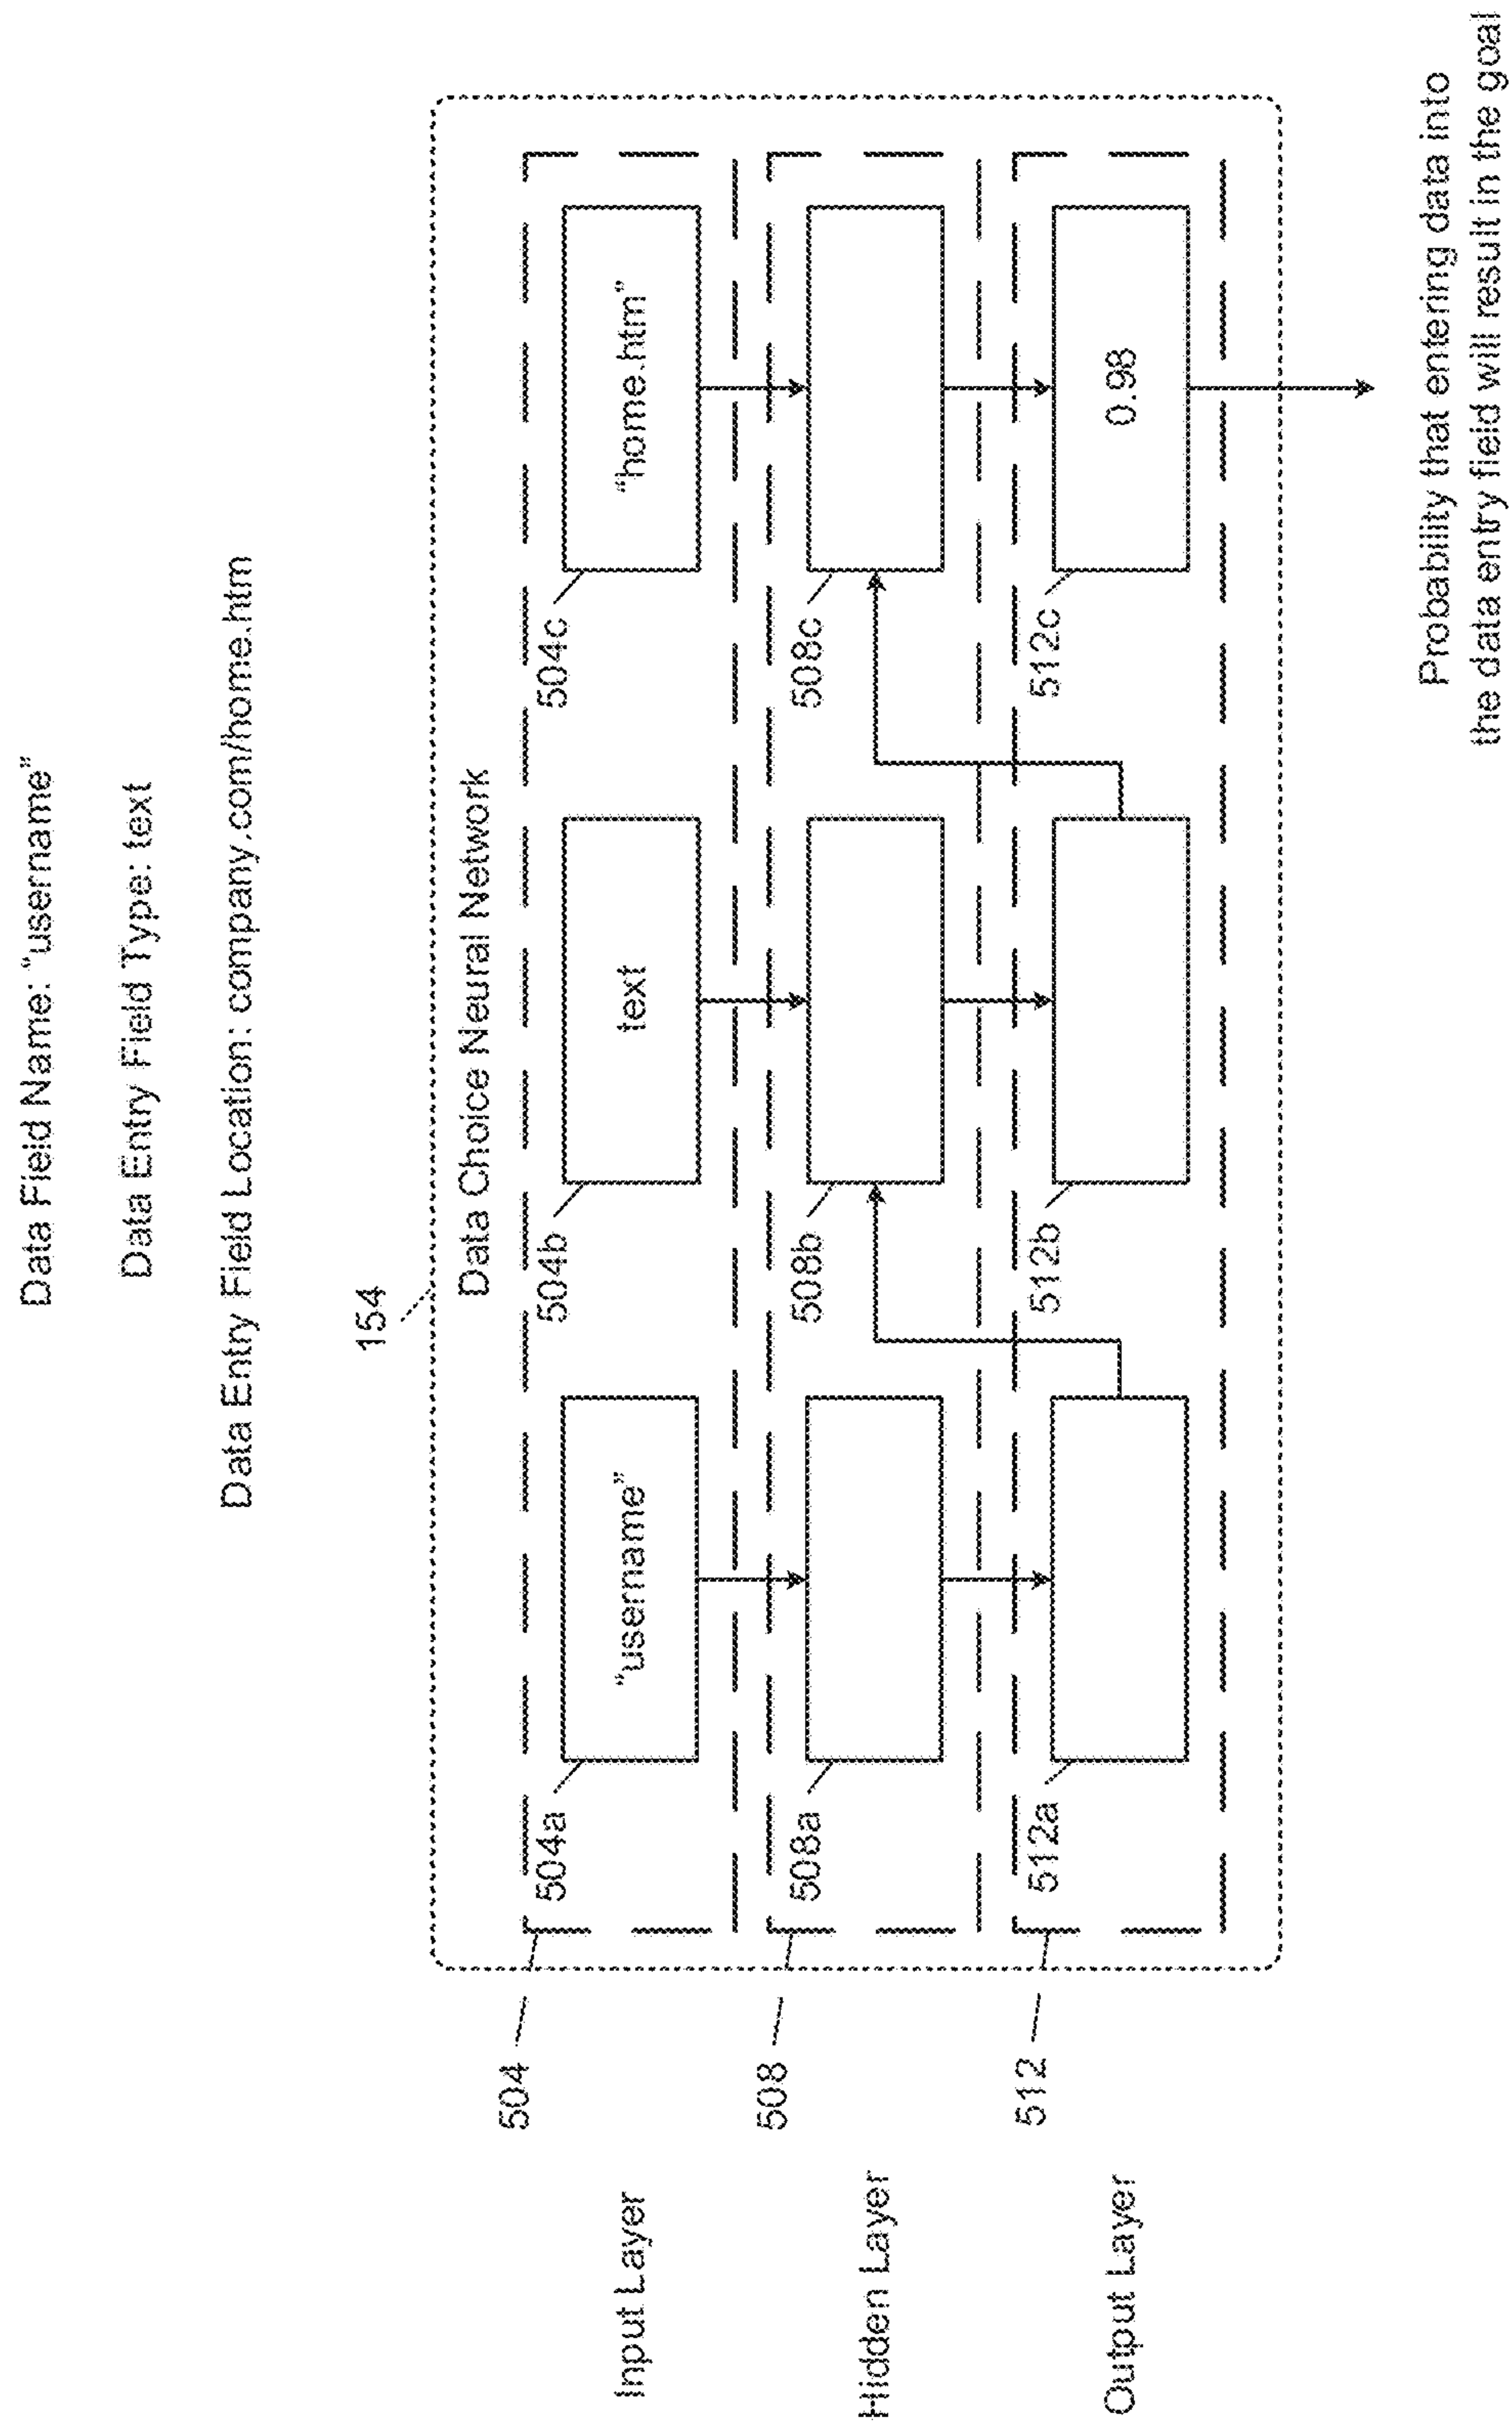 Data Field Name: “username”
Data Entry Field Type: text
Data Entry Field Location: company.com/home.htm
154
Data Choice Neural Network
Input Layer
504
504a
“username”
504b
text
504c
“home.htm”
Hidden Layer
508
508a
508b
508c
Output Layer
512
512a
512b
512c
0.98
Probability that entering data into
the data entry field will result in the goal